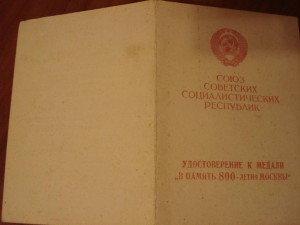 СОЮЗ
СОВЕТСКИХ
СОЦИАЛИСТИЧЕСКИХ
РЕСПУБЛИК
УДОСТОВЕРЕНИЕ К МЕДАЛИ
„В ПАМЯТЬ 800-ЛЕТИЯ МОСКВЫ“